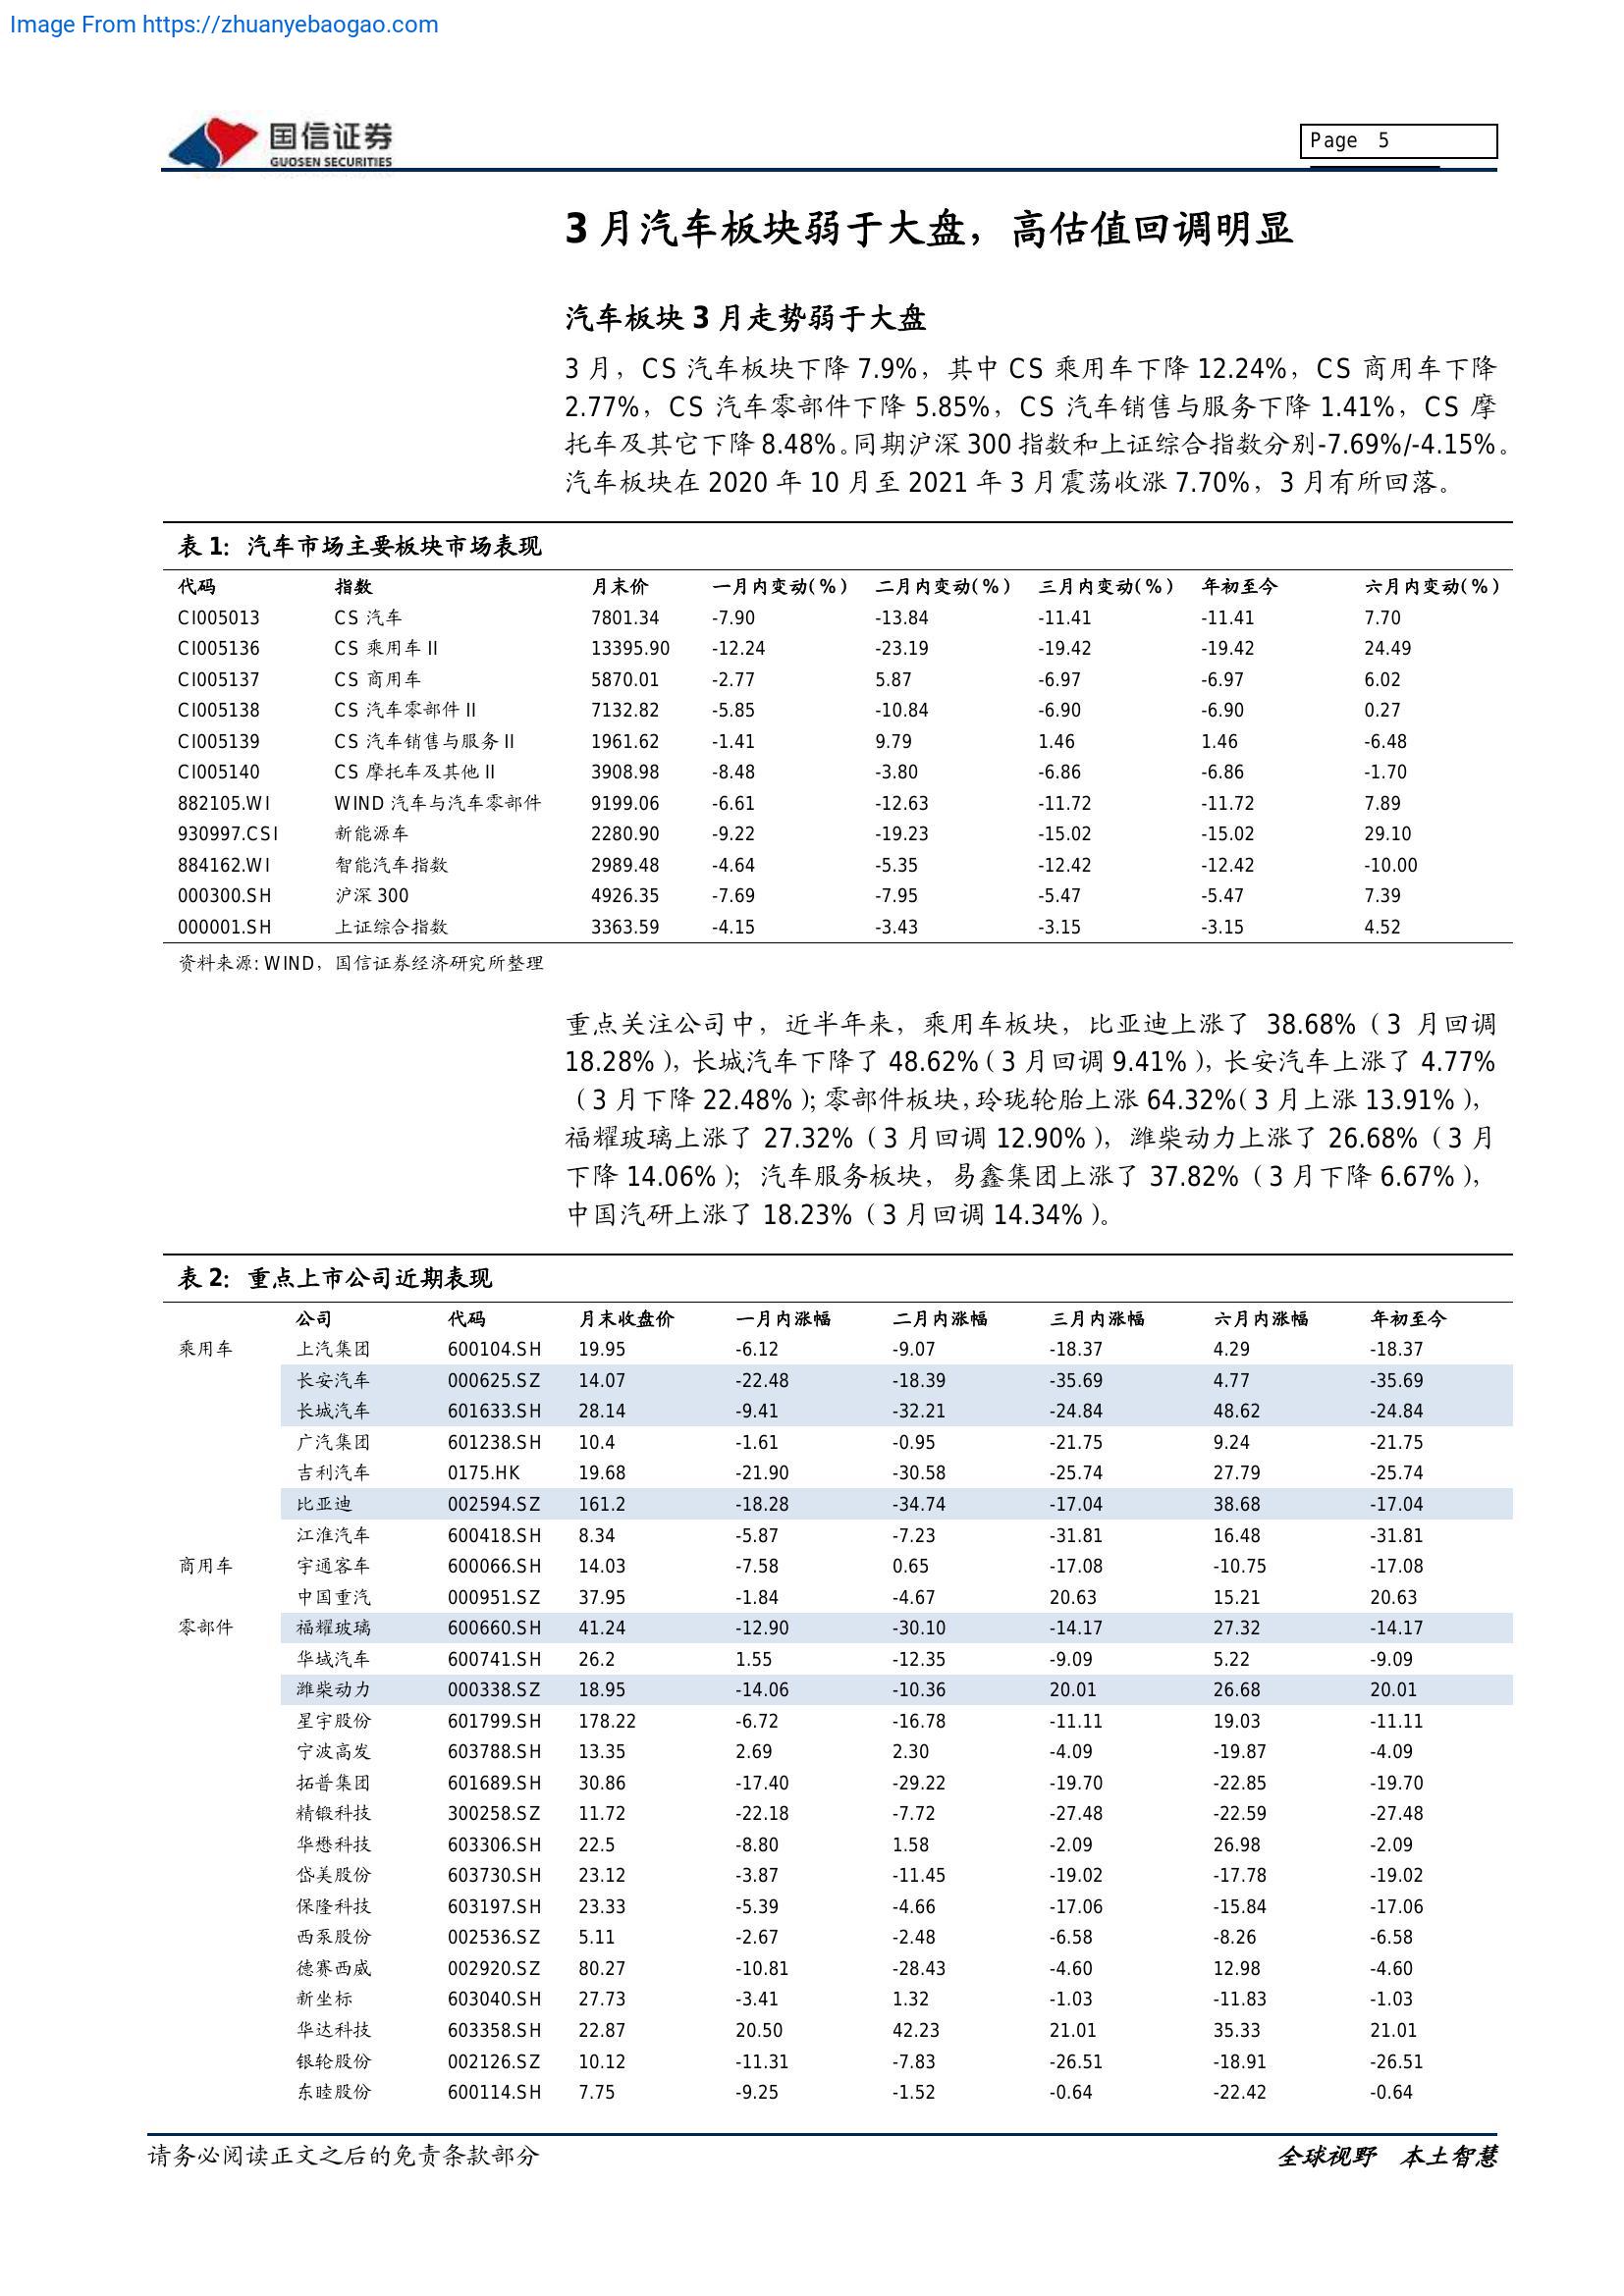 Image From https://zhuanyebaogao.com
国信证券
GUOSEN SECURITIES
Page 5
3 月汽车板块弱于大盘，高估值回调明显
汽车板块 3 月走势弱于大盘
3 月，CS 汽车板块下降 7.9%，其中 CS 乘用车下降 12.24%，CS 商用车下降
2.77%，CS 汽车零部件下降 5.85%，CS 汽车销售与服务下降 1.41%，CS 摩
托车及其它下降 8.48%。同期沪深 300 指数和上证综合指数分别-7.69%/-4.15%。
汽车板块在 2020 年 10 月至 2021 年 3 月震荡收涨 7.70%，3 月有所回落。
表 1：汽车市场主要板块市场表现
代码 指数 月末价 一月内变动(%) 二月内变动(%) 三月内变动(%) 年初至今 六月内变动(%)
CI005013 CS 汽车 7801.34 -7.90 -13.84 -11.41 -11.41 7.70
CI005136 CS 乘用车 II 13395.90 -12.24 -23.19 -19.42 -19.42 24.49
CI005137 CS 商用车 5870.01 -2.77 5.87 -6.97 -6.97 6.02
CI005138 CS 汽车零部件 II 7132.82 -5.85 -10.84 -6.90 -6.90 0.27
CI005139 CS 汽车销售与服务 II 1961.62 -1.41 9.79 1.46 1.46 -6.48
CI005140 CS 摩托车及其他 II 3908.98 -8.48 -3.80 -6.86 -6.86 -1.70
882105.WI WIND 汽车与汽车零部件 9199.06 -6.61 -12.63 -11.72 -11.72 7.89
930997.CSI 新能源车 2280.90 -9.22 -19.23 -15.02 -15.02 29.10
884162.WI 智能汽车指数 2989.48 -4.64 -5.35 -12.42 -12.42 -10.00
000300.SH 沪深 300 4926.35 -7.69 -7.95 -5.47 -5.47 7.39
000001.SH 上证综合指数 3363.59 -4.15 -3.43 -3.15 -3.15 4.52
资料来源: WIND，国信证券经济研究所整理
重点关注公司中，近半年来，乘用车板块，比亚迪上涨了 38.68%（3 月回调
18.28%），长城汽车下降了 48.62%（3 月回调 9.41%），长安汽车上涨了 4.77%
（3 月下降 22.48%）；零部件板块，玲珑轮胎上涨 64.32%（3 月上涨 13.91%），
福耀玻璃上涨了 27.32%（3 月回调 12.90%），潍柴动力上涨了 26.68%（3 月
下降 14.06%）；汽车服务板块，易鑫集团上涨了 37.82%（3 月下降 6.67%），
中国汽研上涨了 18.23%（3 月回调 14.34%）。
表 2：重点上市公司近期表现
公司 代码 月末收盘价 一月内涨幅 二月内涨幅 三月内涨幅 六月内涨幅 年初至今
乘用车 上汽集团 600104.SH 19.95 -6.12 -9.07 -18.37 4.29 -18.37
长安汽车 000625.SZ 14.07 -22.48 -18.39 -35.69 4.77 -35.69
长城汽车 601633.SH 28.14 -9.41 -32.21 -24.84 48.62 -24.84
广汽集团 601238.SH 10.4 -1.61 -0.95 -21.75 9.24 -21.75
吉利汽车 0175.HK 19.68 -21.90 -30.58 -25.74 27.79 -25.74
比亚迪 002594.SZ 161.2 -18.28 -34.74 -17.04 38.68 -17.04
江淮汽车 600418.SH 8.34 -5.87 -7.23 -31.81 16.48 -31.81
商用车 宇通客车 600066.SH 14.03 -7.58 0.65 -17.08 -10.75 -17.08
中国重汽 000951.SZ 37.95 -1.84 -4.67 20.63 15.21 20.63
零部件 福耀玻璃 600660.SH 41.24 -12.90 -30.10 -14.17 27.32 -14.17
华域汽车 600741.SH 26.2 1.55 -12.35 -9.09 5.22 -9.09
潍柴动力 000338.SZ 18.95 -14.06 -10.36 20.01 26.68 20.01
星宇股份 601799.SH 178.22 -6.72 -16.78 -11.11 19.03 -11.11
宁波高发 603788.SH 13.35 2.69 2.30 -4.09 -19.87 -4.09
拓普集团 601689.SH 30.86 -17.40 -29.22 -19.70 -22.85 -19.70
精锻科技 300258.SZ 11.72 -22.18 -7.72 -27.48 -22.59 -27.48
华懋科技 603306.SH 22.5 -8.80 1.58 -2.09 26.98 -2.09
岱美股份 603730.SH 23.12 -3.87 -11.45 -19.02 -17.78 -19.02
保隆科技 603197.SH 23.33 -5.39 -4.66 -17.06 -15.84 -17.06
西泵股份 002536.SZ 5.11 -2.67 -2.48 -6.58 -8.26 -6.58
德赛西威 002920.SZ 80.27 -10.81 -28.43 -4.60 12.98 -4.60
新坐标 603040.SH 27.73 -3.41 1.32 -1.03 -11.83 -1.03
华达科技 603358.SH 22.87 20.50 42.23 21.01 35.33 21.01
银轮股份 002126.SZ 10.12 -11.31 -7.83 -26.51 -18.91 -26.51
东睦股份 600114.SH 7.75 -9.25 -1.52 -0.64 -22.42 -0.64
请务必阅读正文之后的免责条款部分
全球视野 本土智慧